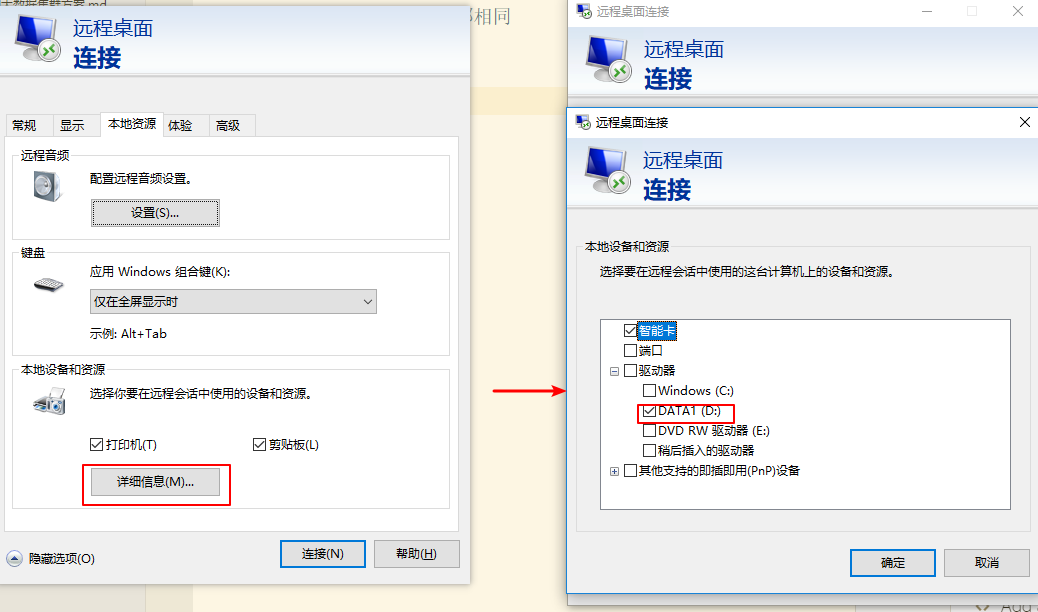 相同
远程桌面
连接
常规
显示
本地资源
体验
高级
远程音频
配置远程音频设置。
设置(S)...
键盘
应用 Windows 组合键(K):
仅在全屏显示时
示例: Alt+Tab
本地设备和资源
选择你要在远程会话中使用的设备和资源。
打印机(T)
剪贴板(L)
详细信息(M)...
隐藏选项(O)
连接(N)
帮助(H)
远程桌面连接
远程桌面
连接
远程桌面连接
远程桌面
连接
本地设备和资源
选择要在远程会话中使用的这台计算机上的设备和资源。
智能卡
端口
驱动器
Windows (C:)
DATA1 (D:)
DVD RW 驱动器 (E:)
稍后插入的驱动器
其他支持的即插即用(PnP)设备
确定
取消